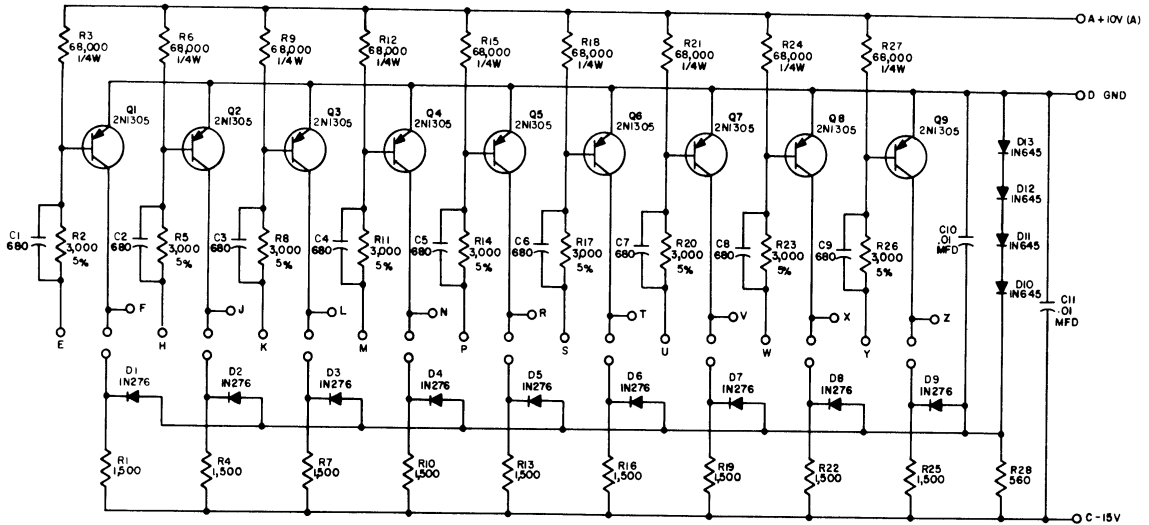 A +10V (A)
R3
68,000
1/4W
R6
68,000
1/4W
R9
68,000
1/4W
R12
68,000
1/4W
R15
68,000
1/4W
R18
68,000
1/4W
R21
68,000
1/4W
R24
68,000
1/4W
R27
68,000
1/4W
D GND
Q1
2N1305
Q2
2N1305
Q3
2N1305
Q4
2N1305
Q5
2N1305
Q6
2N1305
Q7
2N1305
Q8
2N1305
Q9
2N1305
D13
IN645
D12
IN645
D11
IN645
D10
IN645
C1
680
R2
3,000
5%
C2
680
R5
3,000
5%
C3
680
R8
3,000
5%
C4
680
R11
3,000
5%
C5
680
R14
3,000
5%
C6
680
R17
3,000
5%
C7
680
R20
3,000
5%
C8
680
R23
3,000
5%
C9
680
R26
3,000
5%
C10
.01
MFD
C11
.01
MFD
F
J
L
N
R
T
V
X
Z
E
H
K
M
P
S
U
W
Y
D1
IN276
D2
IN276
D3
IN276
D4
IN276
D5
IN276
D6
IN276
D7
IN276
D8
IN276
D9
IN276
R1
1,500
R4
1,500
R7
1,500
R10
1,500
R13
1,500
R16
1,500
R19
1,500
R22
1,500
R25
1,500
R28
560
C -15V